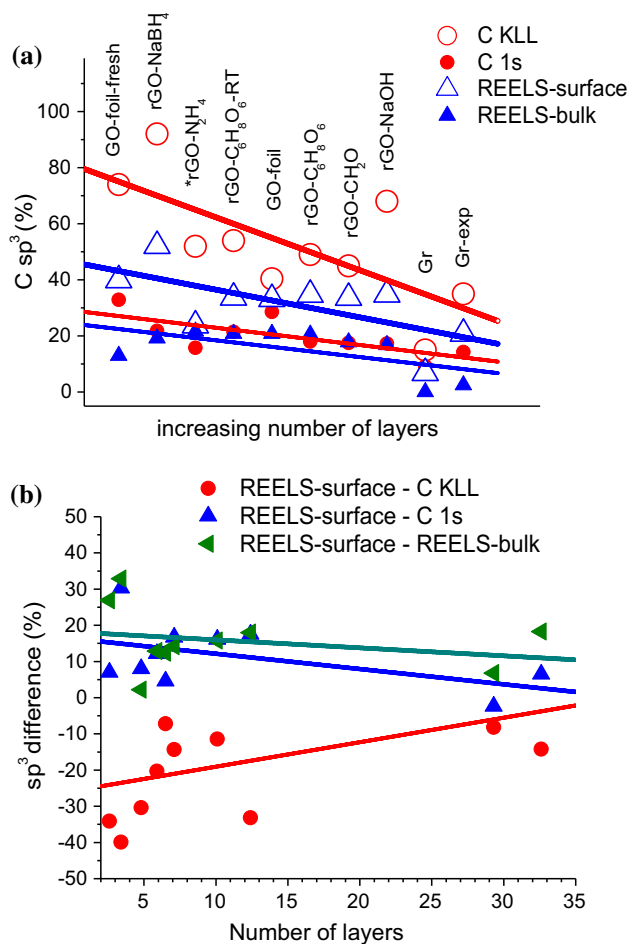 (a)
C KLL
C 1s
REELS-surface
REELS-bulk
GO-foil-fresh
rGO-NaBH₄
*rGO-N₂H₄
rGO-C₆H₈O₆-RT
GO-foil
rGO-C₆H₈O₆
rGO-CH₂O
rGO-NaOH
Gr
Gr-exp
100
80
60
40
20
0
C sp³ (%)
increasing number of layers
(b)
REELS-surface - C KLL
REELS-surface - C 1s
REELS-surface - REELS-bulk
50
40
30
20
10
0
-10
-20
-30
-40
-50
sp³ difference (%)
5 10 15 20 25 30 35
Number of layers